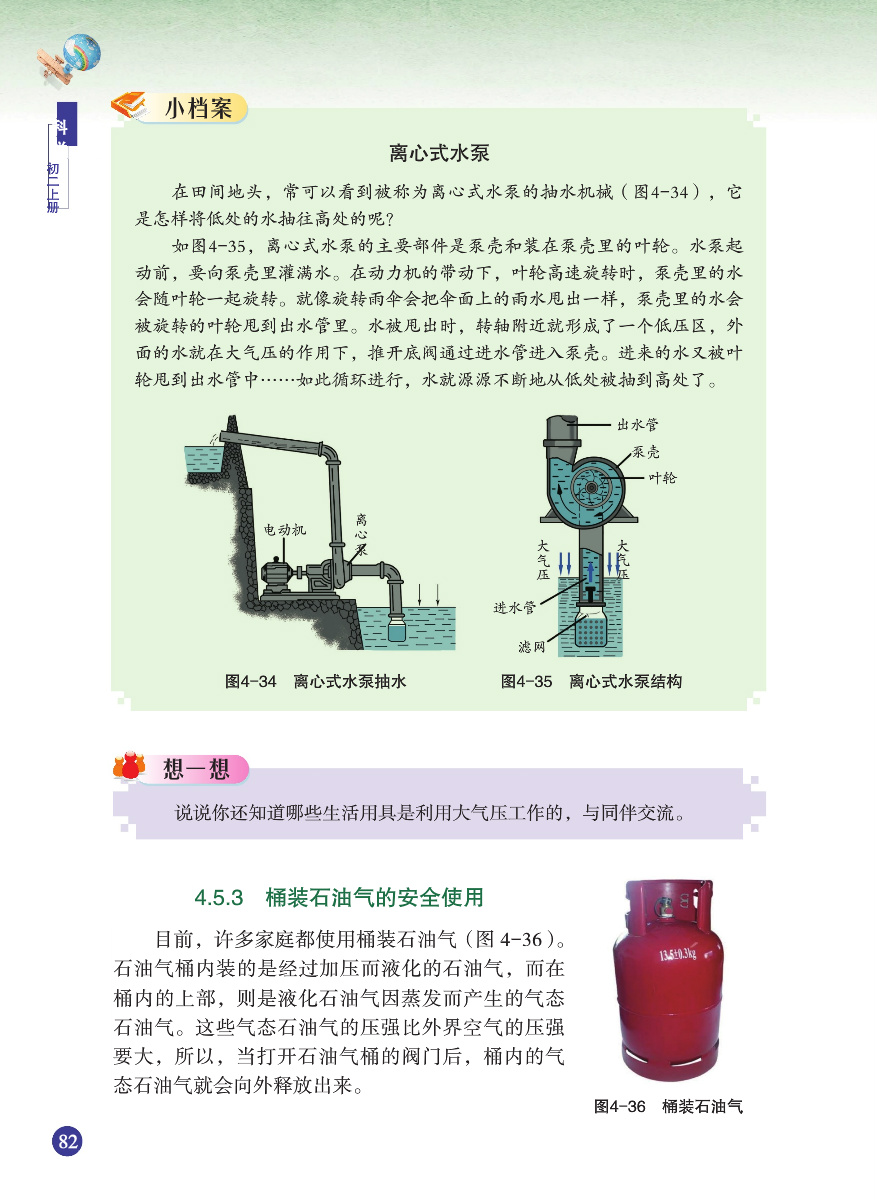 科
初二上册
小档案
离心式水泵
在田间地头，常可以看到被称为离心式水泵的抽水机械（图4-34），它
是怎样将低处的水抽往高处的呢？
如图4-35，离心式水泵的主要部件是泵壳和装在泵壳里的叶轮。水泵起
动前，要向泵壳里灌满水。在动力机的带动下，叶轮高速旋转时，泵壳里的水
会随叶轮一起旋转。就像旋转雨伞会把伞面上的雨水甩出一样，泵壳里的水会
被旋转的叶轮甩到出水管里。水被甩出时，转轴附近就形成了一个低压区，外
面的水就在大气压的作用下，推开底阀通过进水管进入泵壳。进来的水又被叶
轮甩到出水管中……如此循环进行，水就源源不断地从低处被抽到高处了。
电动机
离心泵
出水管
泵壳
叶轮
大气压
大气压
进水管
滤网
图4-34 离心式水泵抽水
图4-35 离心式水泵结构
想一想
说说你还知道哪些生活用具是利用大气压工作的，与同伴交流。
4.5.3 桶装石油气的安全使用
目前，许多家庭都使用桶装石油气（图 4-36）。
石油气桶内装的是经过加压而液化的石油气，而在
桶内的上部，则是液化石油气因蒸发而产生的气态
石油气。这些气态石油气的压强比外界空气的压强
要大，所以，当打开石油气桶的阀门后，桶内的气
态石油气就会向外释放出来。
13.5±0.3kg
图4-36 桶装石油气
82